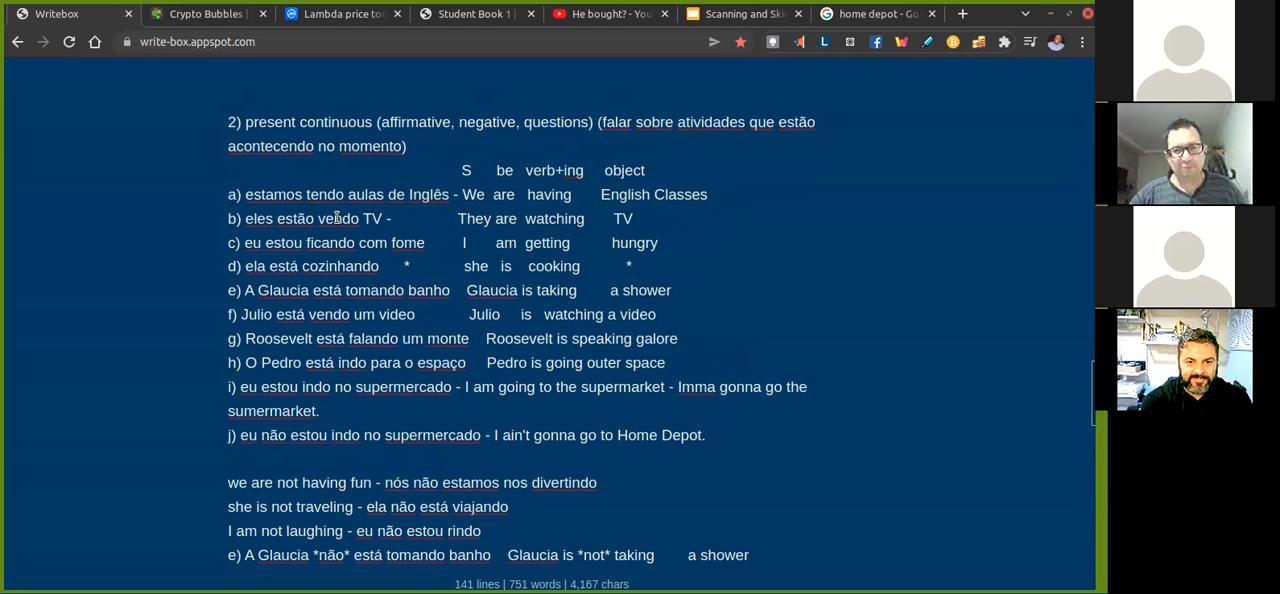 Writebox
Crypto Bubbles |
Lambda price to
Student Book 1 |
He bought? - You
Scanning and Ski
home depot - Go
write-box.appspot.com
2) present continuous (affirmative, negative, questions) (falar sobre atividades que estão
acontecendo no momento)
S be verb+ing object
a) estamos tendo aulas de Inglês - We are having English Classes
b) eles estão vendo TV - They are watching TV
c) eu estou ficando com fome I am getting hungry
d) ela está cozinhando * she is cooking *
e) A Glaucia está tomando banho Glaucia is taking a shower
f) Julio está vendo um video Julio is watching a video
g) Roosevelt está falando um monte Roosevelt is speaking galore
h) O Pedro está indo para o espaço Pedro is going outer space
i) eu estou indo no supermercado - I am going to the supermarket - Imma gonna go the
sumermarket.
j) eu não estou indo no supermercado - I ain't gonna go to Home Depot.
we are not having fun - nós não estamos nos divertindo
she is not traveling - ela não está viajando
I am not laughing - eu não estou rindo
e) A Glaucia *não* está tomando banho Glaucia is *not* taking a shower
141 lines | 751 words | 4,167 chars